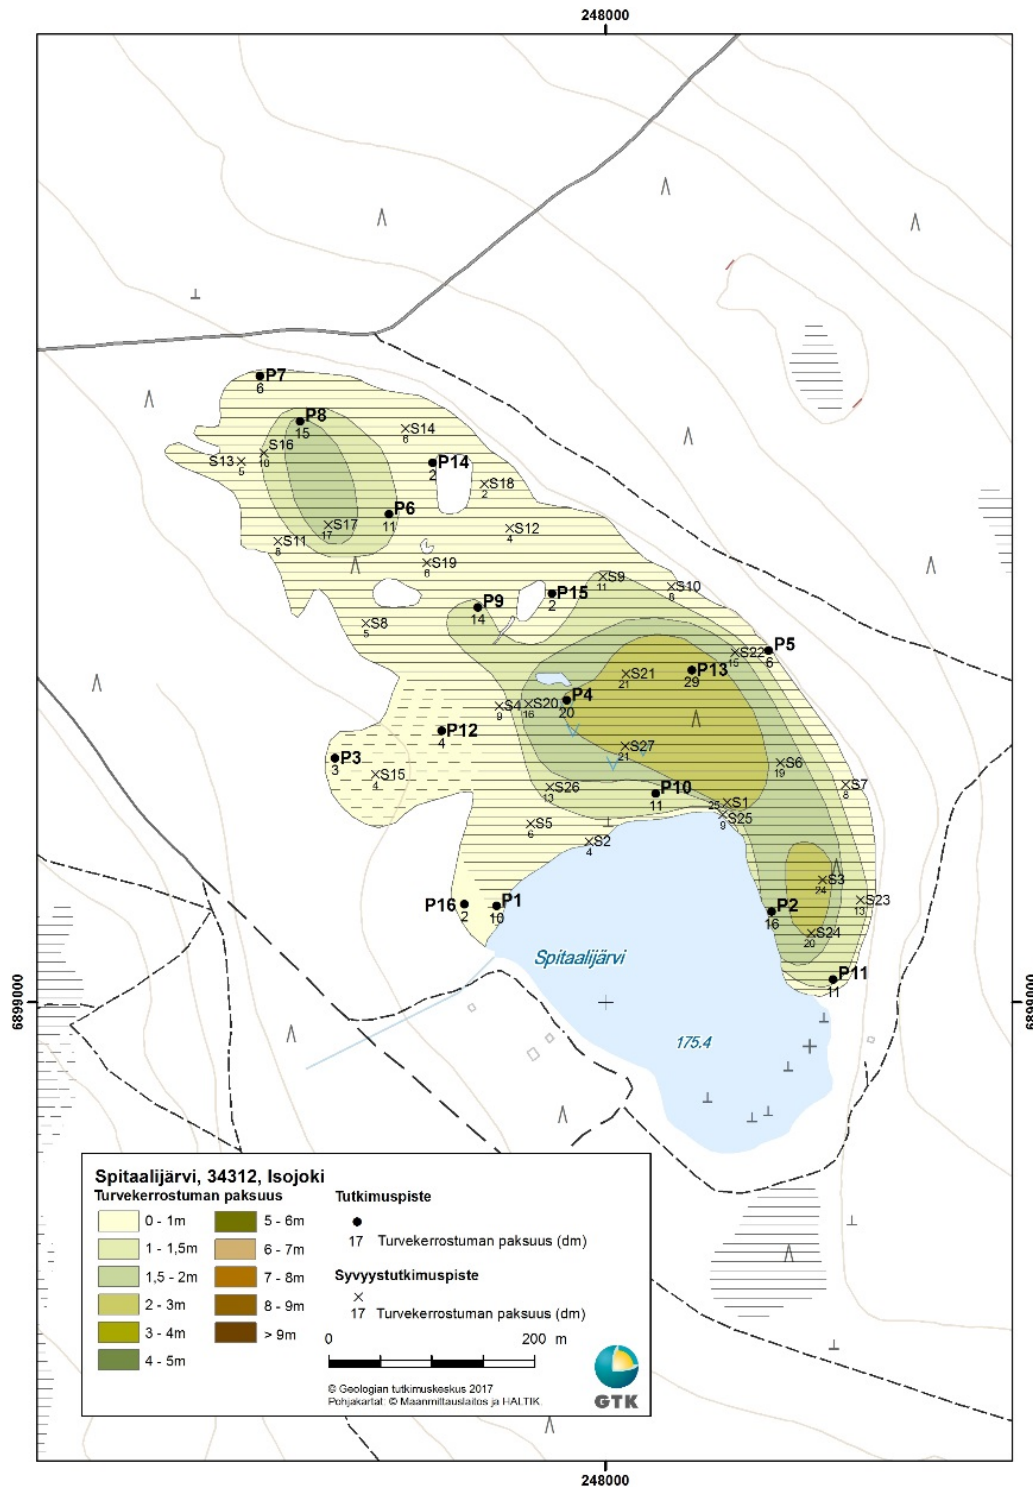 248000
P7
6
P8
15
S14
6
S16
10
S13
5
P14
2
S18
2
P6
11
S17
17
S12
4
S11
8
S19
6
S9
11
S10
8
P15
2
P9
14
S8
5
P5
6
S22
15
P13
29
S21
21
P4
20
S20
16
S4
9
P12
4
P3
3
S15
4
S27
21
S6
19
S7
8
S26
13
P10
11
S1
25
S25
9
S5
6
S2
4
S3
24
S23
13
P16
2
P1
10
P2
16
S24
20
P11
11
Spitaalijärvi
6899000
175.4
Spitaalijärvi, 34312, Isojoki
Turvekerrostuman paksuus
0 - 1m
1 - 1,5m
1,5 - 2m
2 - 3m
3 - 4m
4 - 5m
5 - 6m
6 - 7m
7 - 8m
8 - 9m
> 9m
Tutkimuspiste
17 Turvekerrostuman paksuus (dm)
Syvyystutkimuspiste
17 Turvekerrostuman paksuus (dm)
0 200 m
© Geologian tutkimuskeskus 2017
Pohjakartat: © Maanmittauslaitos ja HALTIK
GTK
248000